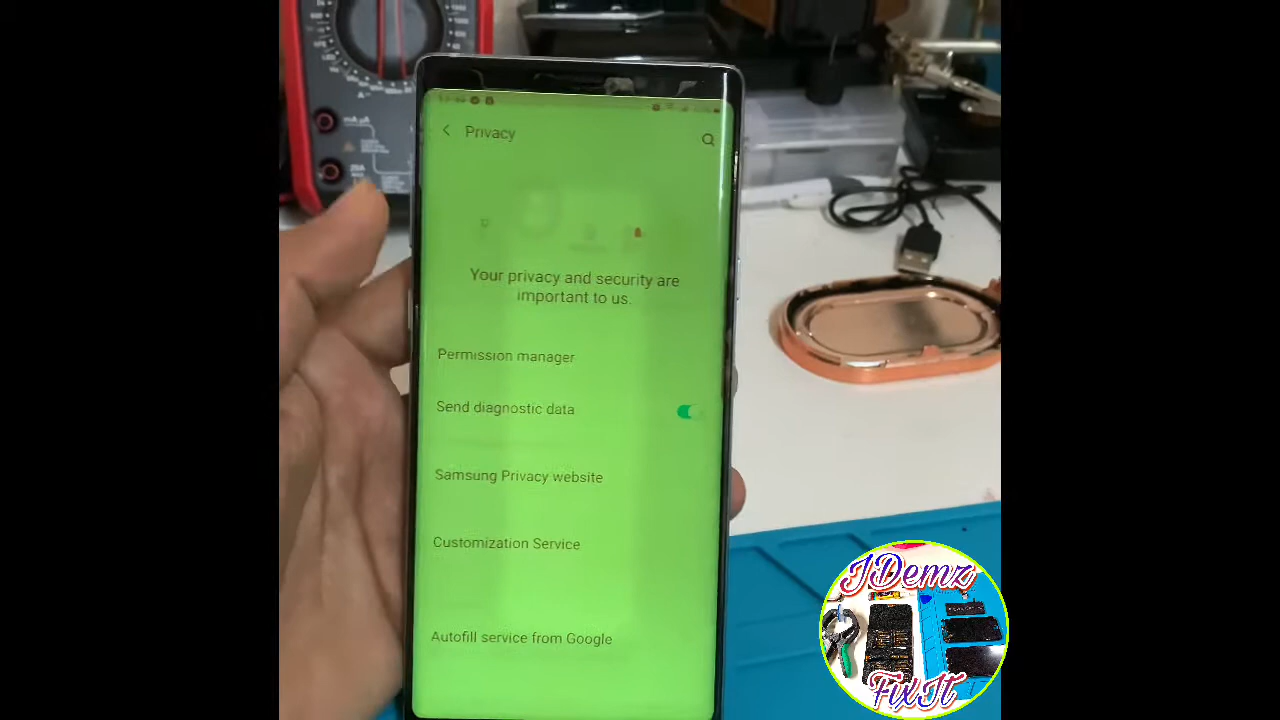 Privacy
Your privacy and security are
important to us.
Permission manager
Send diagnostic data
Samsung Privacy website
Customization Service
Autofill service from Google
JDemz
FixIt